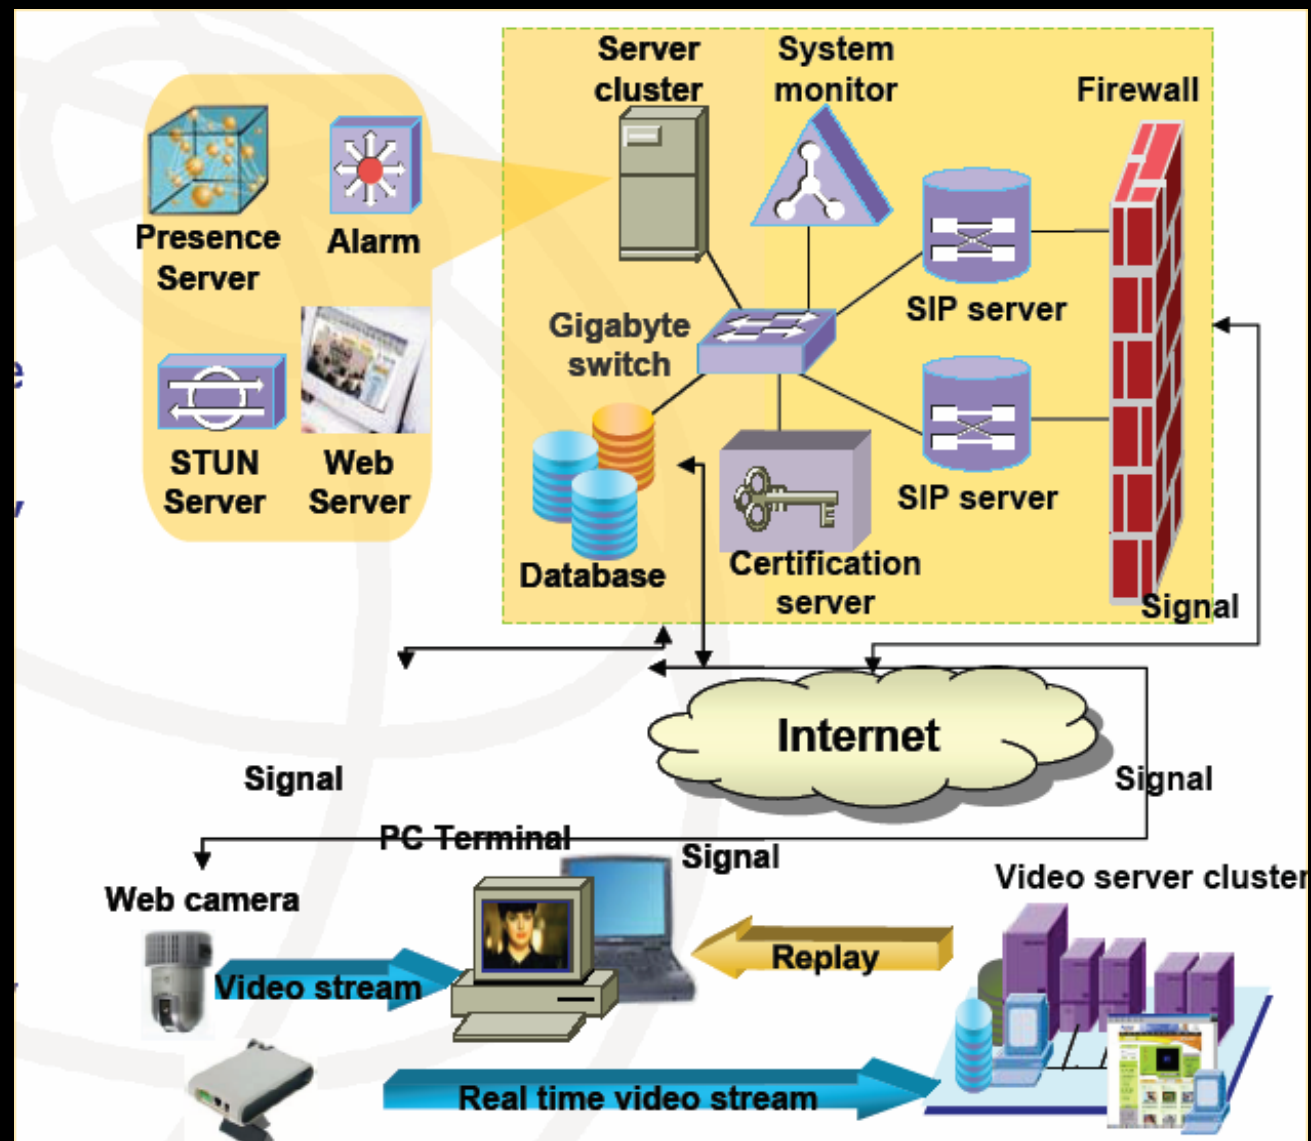 Server
cluster
System
monitor
Firewall
Presence
Server
Alarm
SIP server
Gigabyte
switch
e
STUN
Server
Web
Server
SIP server
v
Database
Certification
server
Signal
Internet
Signal
Signal
PC Terminal
Signal
Web camera
Video server cluster
Replay
Video stream
Real time video stream